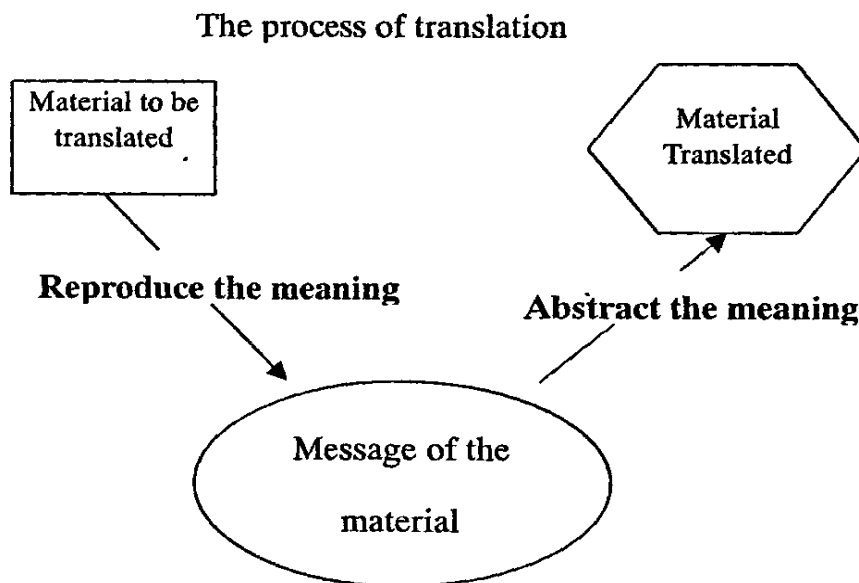 The process of translation
Material to be
translated
Material
Translated
Reproduce the meaning
Abstract the meaning
Message of the
material